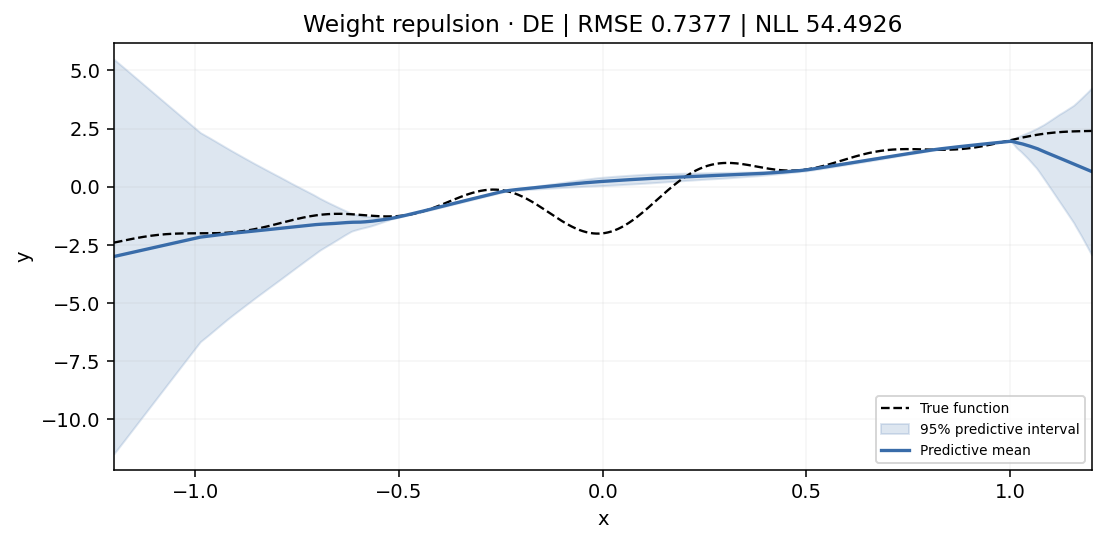 Weight repulsion · DE | RMSE 0.7377 | NLL 54.4926
y
5.0
2.5
0.0
−2.5
−5.0
−7.5
−10.0
True function
95% predictive interval
Predictive mean
−1.0 −0.5 0.0 0.5 1.0
x